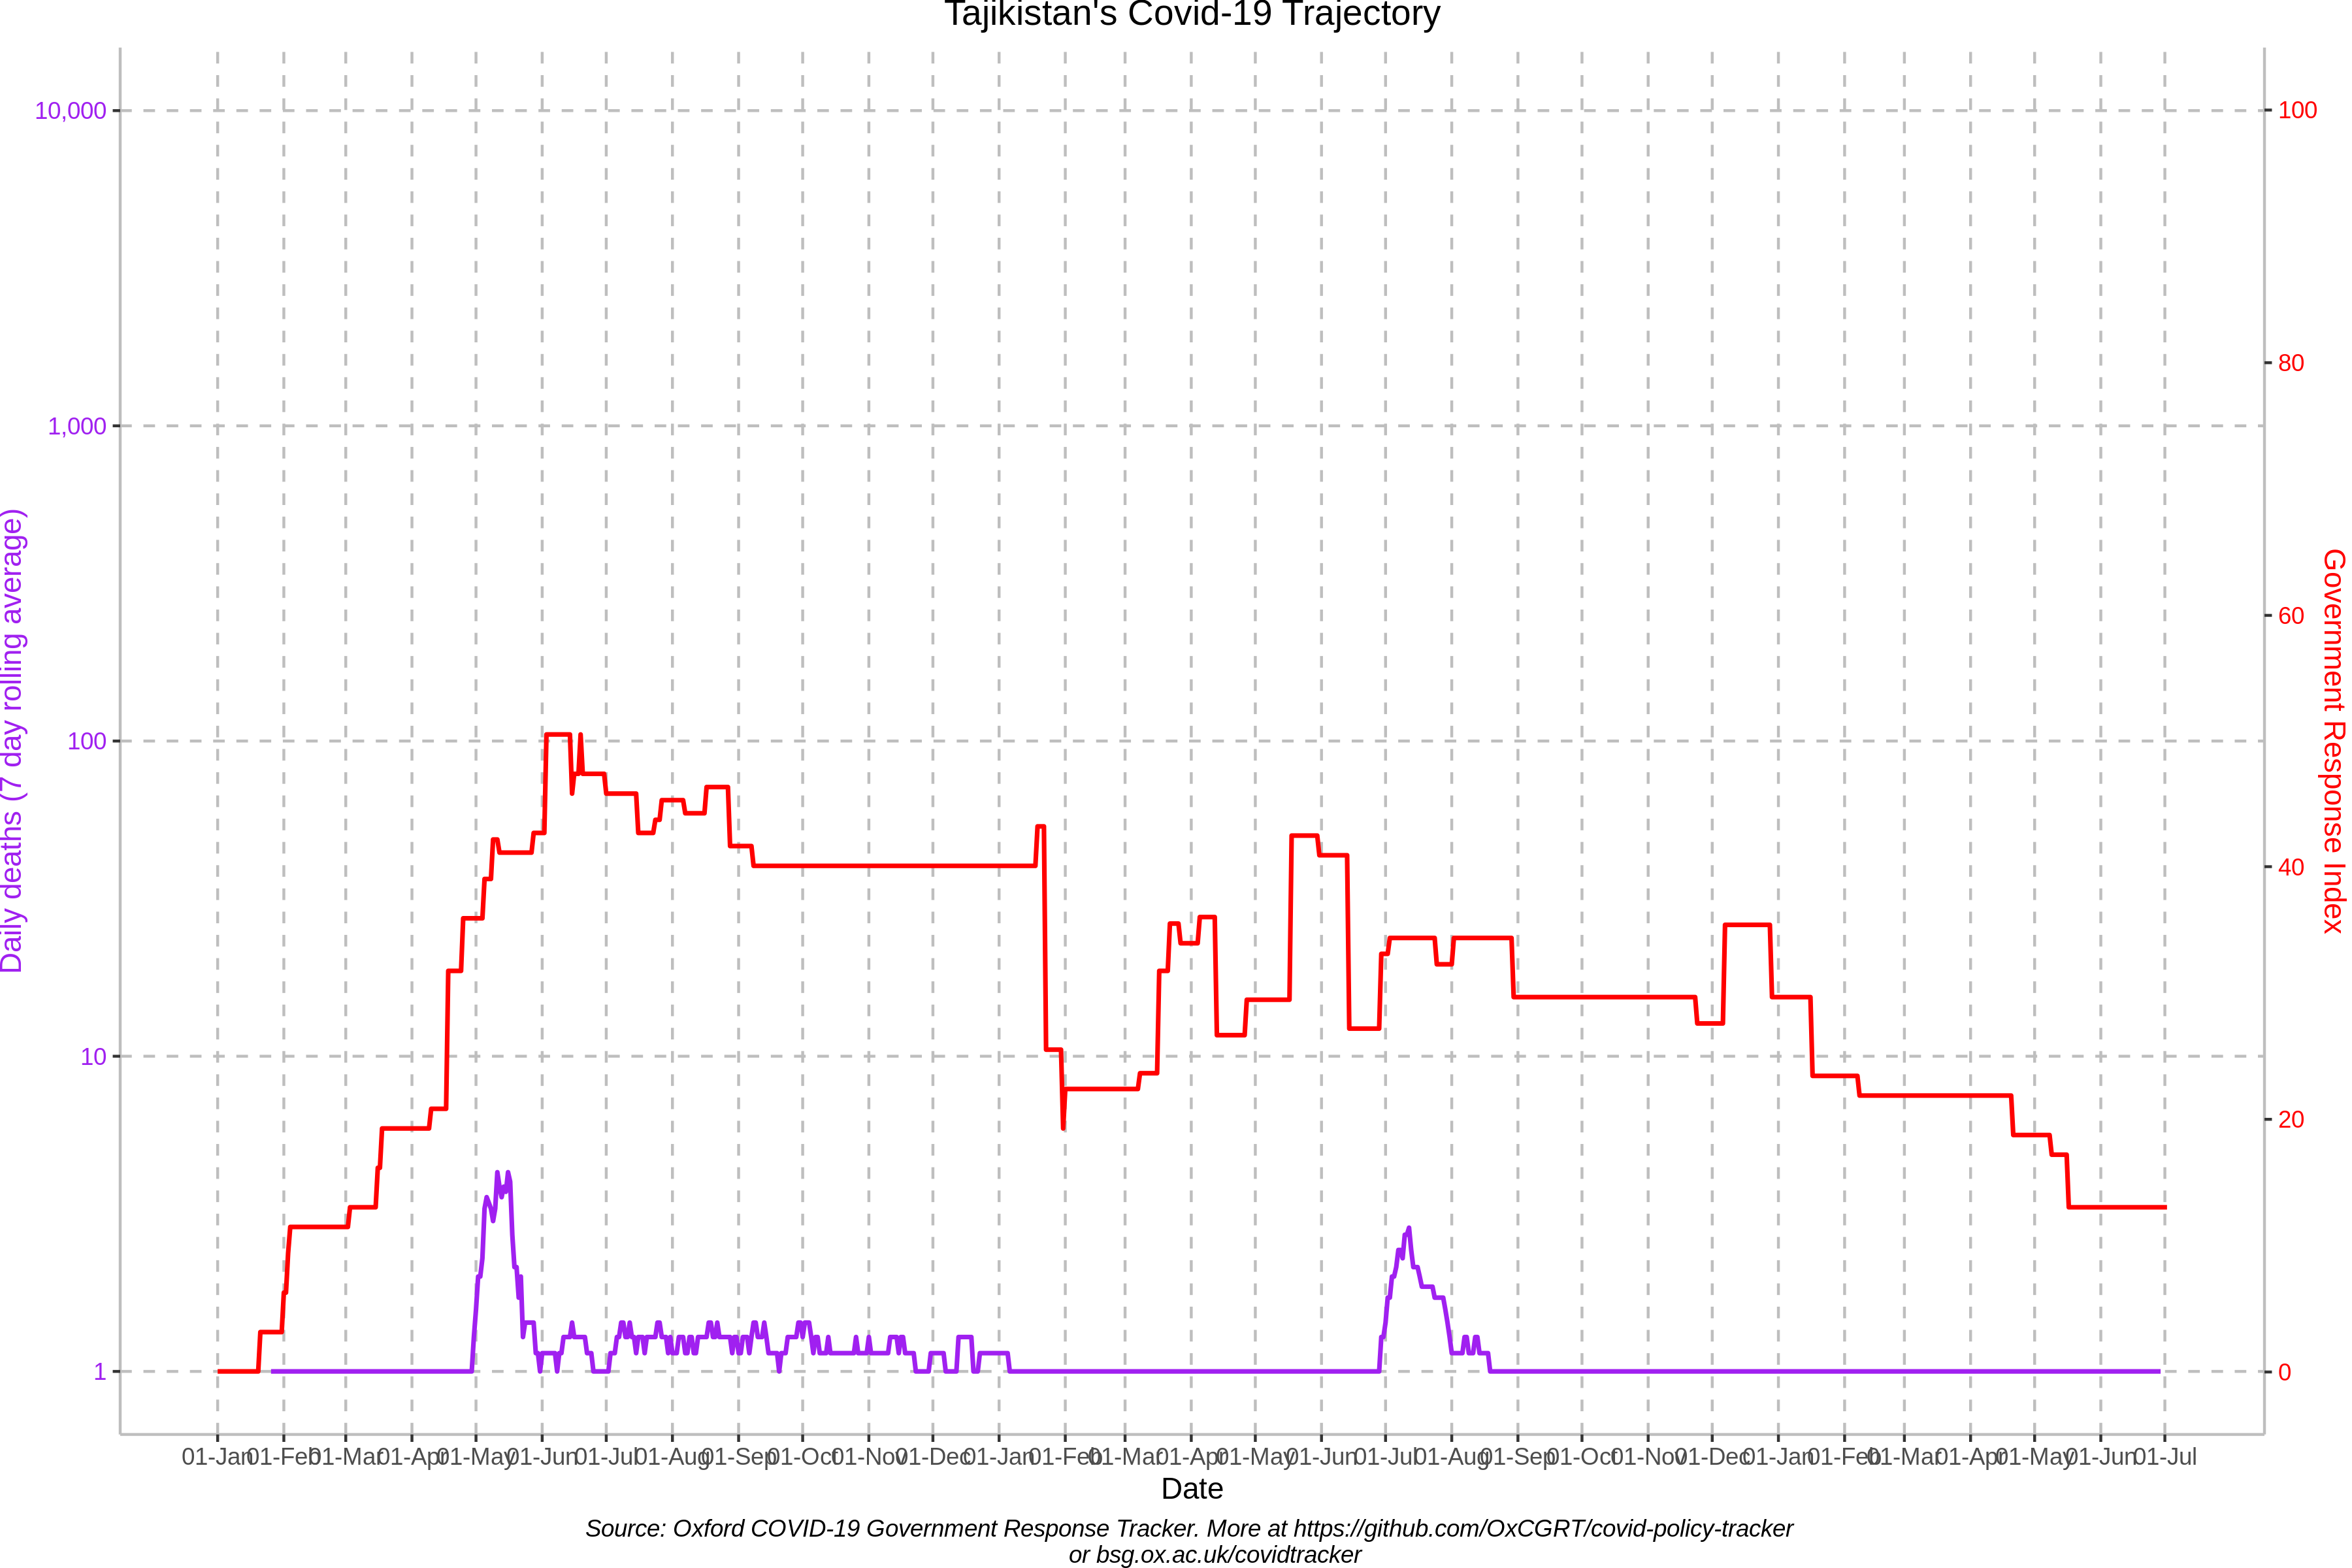 Tajikistan's Covid-19 Trajectory
10,000
1,000
100
10
1
Daily deaths (7 day rolling average)
100
80
60
40
20
0
Government Response Index
01-Jan 01-Feb 01-Mar 01-Apr 01-May 01-Jun 01-Jul 01-Aug 01-Sep 01-Oct 01-Nov 01-Dec 01-Jan 01-Feb 01-Mar 01-Apr 01-May 01-Jun 01-Jul 01-Aug 01-Sep 01-Oct 01-Nov 01-Dec 01-Jan 01-Feb 01-Mar 01-Apr 01-May 01-Jun 01-Jul
Date
Source: Oxford COVID-19 Government Response Tracker. More at https://github.com/OxCGRT/covid-policy-tracker
or bsg.ox.ac.uk/covidtracker